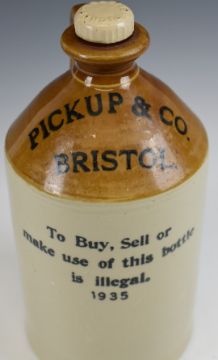 PICKUP & CO.
BRISTOL.
To Buy, Sell or
make use of this bottle
is illegal.
1935